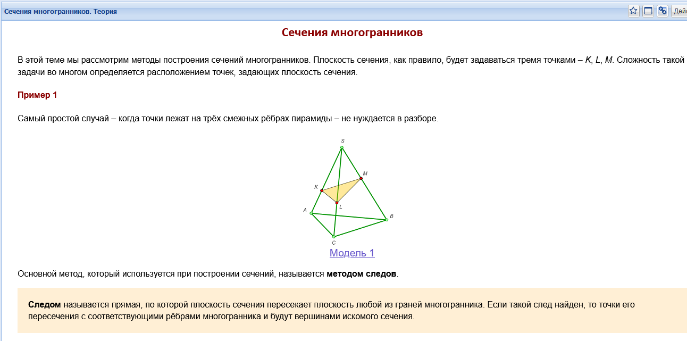 Сечения многогранников. Теория
Дей
Сечения многогранников
В этой теме мы рассмотрим методы построения сечений многогранников. Плоскость сечения, как правило, будет задаваться тремя точками – K, L, M. Сложность такой
задачи во многом определяется расположением точек, задающих плоскость сечения.
Пример 1
Самый простой случай – когда точки лежат на трёх смежных рёбрах пирамиды – не нуждается в разборе
S
M
K
L
A
B
C
Модель 1
Основной метод, который используется при построении сечений, называется методом следов.
Следом называется прямая, по которой плоскость сечения пересекает плоскость любой из граней многогранника. Если такой след найден, то точки его
пересечения с соответствующими рёбрами многогранника и будут вершинами искомого сечения.